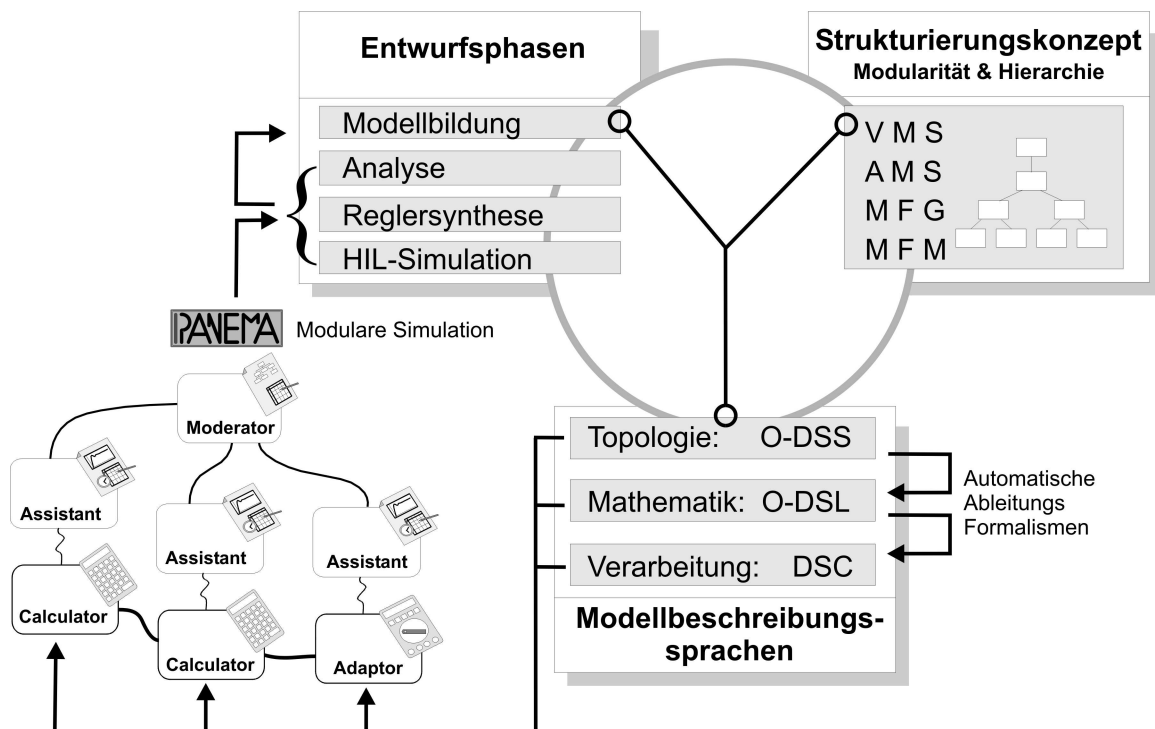 Entwurfsphasen
Modellbildung
Analyse
Reglersynthese
HIL-Simulation
Strukturierungskonzept
Modularität & Hierarchie
V M S
A M S
M F G
M F M
IPANEMA Modulare Simulation
Moderator
Assistant
Assistant
Assistant
Calculator
Calculator
Adaptor
Topologie: O-DSS
Mathematik: O-DSL
Verarbeitung: DSC
Modellbeschreibungs-
sprachen
Automatische
Ableitungs
Formalismen